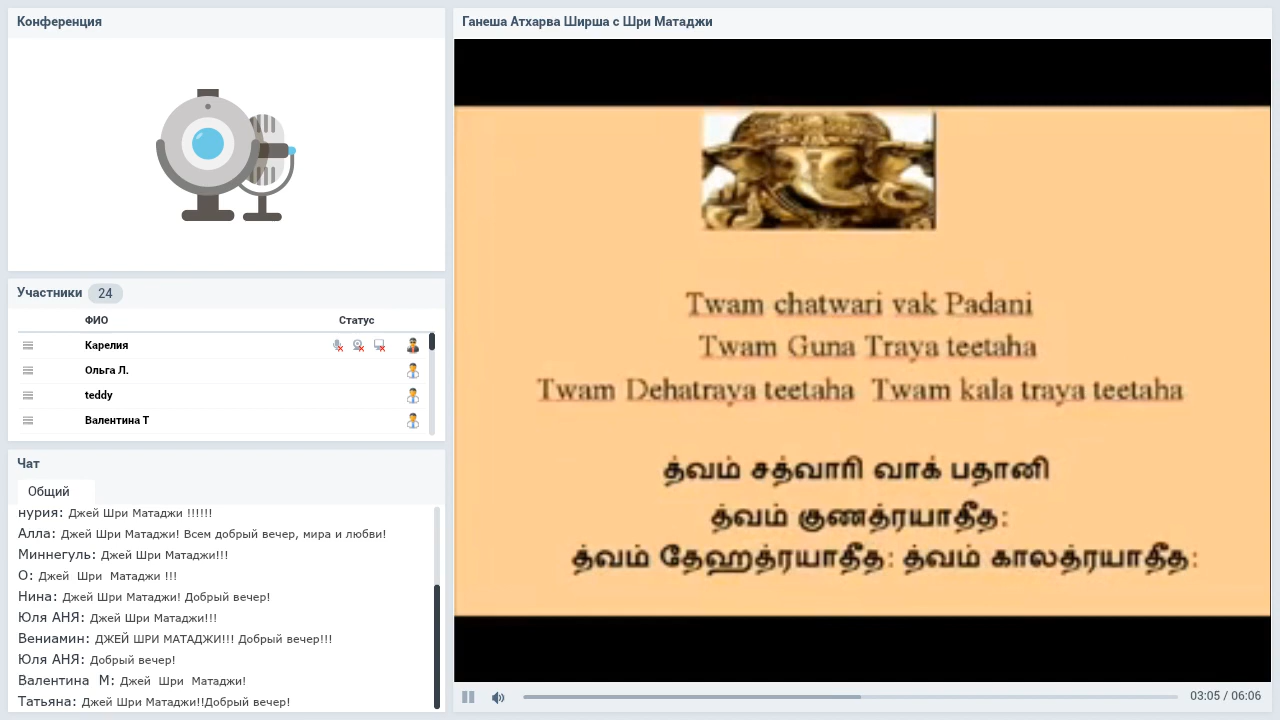 Конференция
Участники 24
ФИО Статус
Карелия
Ольга Л.
teddy
Валентина Т
Чат
Общий
нурия: Джей Шри Матаджи !!!!!!
Алла: Джей Шри Матаджи! Всем добрый вечер, мира и любви!
Миннегуль: Джей Шри Матаджи!!!
О: Джей Шри Матаджи !!!
Нина: Джей Шри Матаджи! Добрый вечер!
Юля АНЯ: Джей Шри Матаджи!!!
Вениамин: ДЖЕЙ ШРИ МАТАДЖИ!!! Добрый вечер!!!
Юля АНЯ: Добрый вечер!
Валентина М: Джей Шри Матаджи!
Татьяна: Джей Шри Матаджи!!Добрый вечер!
Ганеша Атхарва Ширша с Шри Матаджи
Twam chatwari vak Padani
Twam Guna Traya teetaha
Twam Dehatraya teetaha Twam kala traya teetaha
த்வம் சத்வாரி வாக் பதானி
த்வம் குணத்ரயாதீத:
த்வம் தேஹத்ரயாதீத: த்வம் காலத்ரயாதீத:
03:05 / 06:06